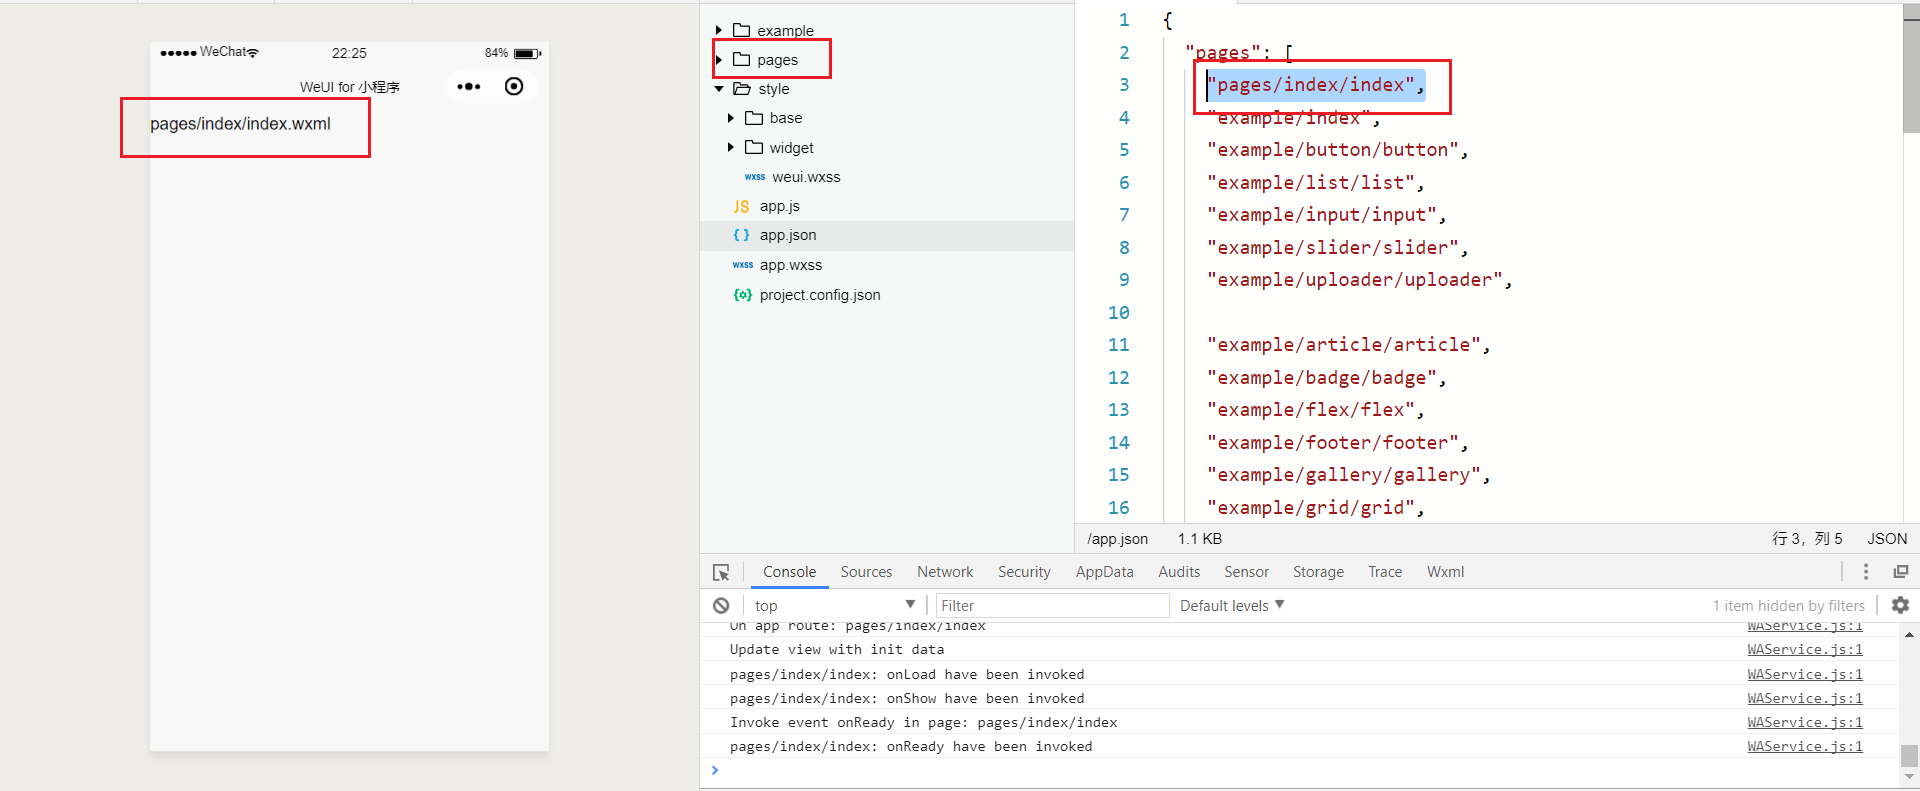 WeChat 22:25 84%
WeUI for 小程序
pages/index/index.wxml
example
pages
style
base
widget
wxss weui.wxss
JS app.js
{ } app.json
wxss app.wxss
project.config.json
1 {
2 "pages": [
3 "pages/index/index",
4 "example/index",
5 "example/button/button",
6 "example/list/list",
7 "example/input/input",
8 "example/slider/slider",
9 "example/uploader/uploader",
10
11 "example/article/article",
12 "example/badge/badge",
13 "example/flex/flex",
14 "example/footer/footer",
15 "example/gallery/gallery",
16 "example/grid/grid",
/app.json 1.1 KB 行 3，列 5 JSON
Console Sources Network Security AppData Audits Sensor Storage Trace Wxml
top Filter Default levels 1 item hidden by filters
On app route: pages/index/index WAService.js:1
Update view with init data WAService.js:1
pages/index/index: onLoad have been invoked WAService.js:1
pages/index/index: onShow have been invoked WAService.js:1
Invoke event onReady in page: pages/index/index WAService.js:1
pages/index/index: onReady have been invoked WAService.js:1